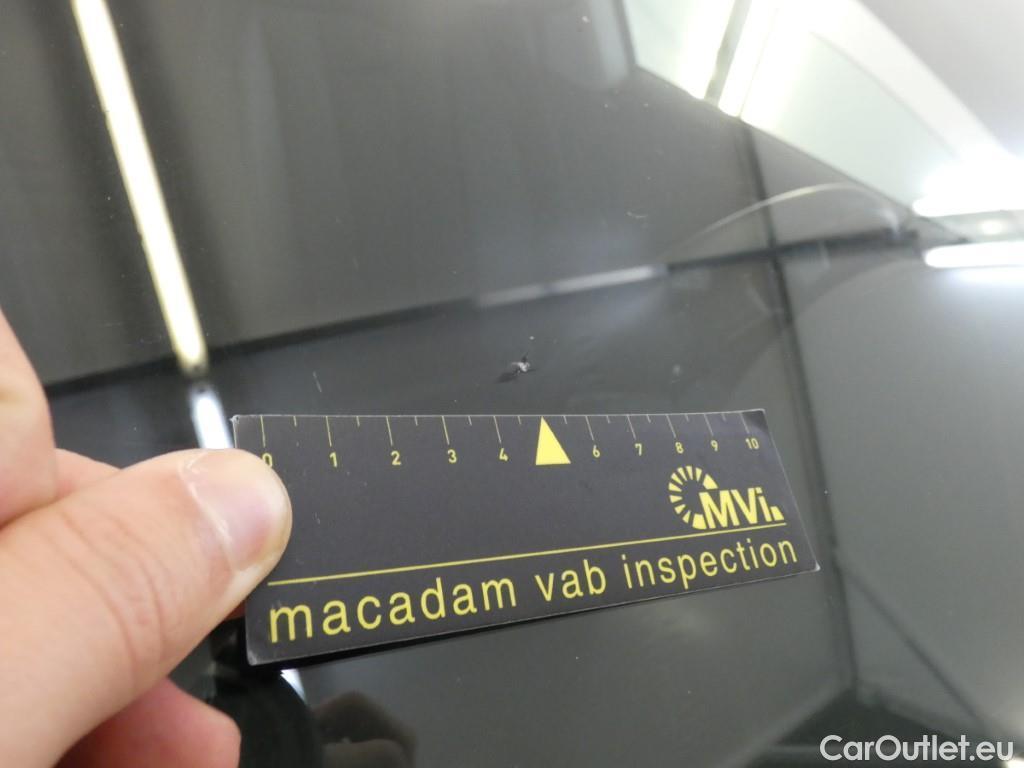 0 1 2 3 4 6 7 8 9 10
MVi
macadam vab inspection
CarOutlet.eu